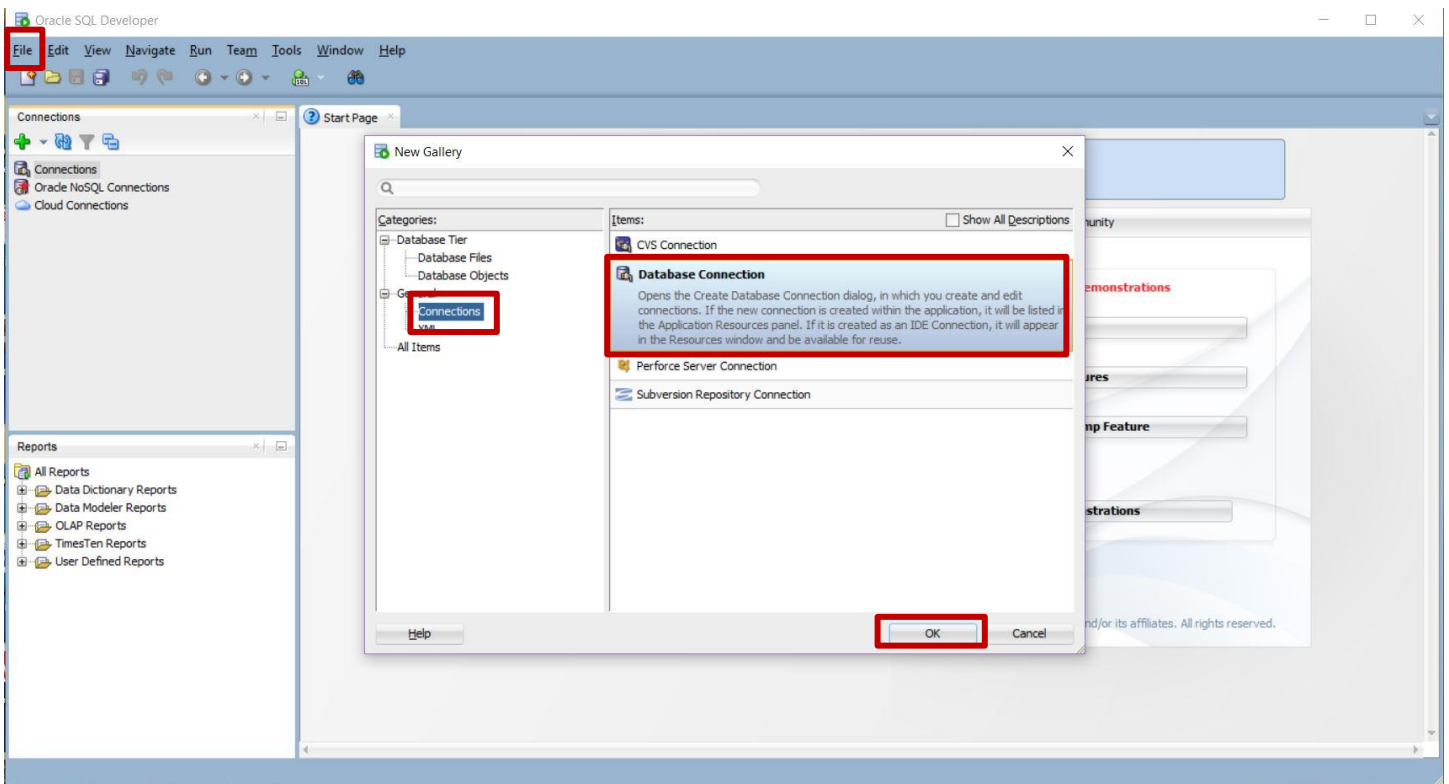 Oracle SQL Developer
File Edit View Navigate Run Team Tools Window Help
SQL
Connections
Connections
Oracle NoSQL Connections
Cloud Connections
Reports
All Reports
Data Dictionary Reports
Data Modeler Reports
OLAP Reports
TimesTen Reports
User Defined Reports
Start Page
New Gallery
Categories:
Database Tier
Database Files
Database Objects
General
Connections
XML
All Items
Items:
Show All Descriptions
CVS Connection
Database Connection
Opens the Create Database Connection dialog, in which you create and edit
connections. If the new connection is created within the application, it will be listed in
the Application Resources panel. If it is created as an IDE Connection, it will appear
in the Resources window and be available for reuse.
Perforce Server Connection
Subversion Repository Connection
Help
OK
Cancel
nunity
emonstrations
ures
mp Feature
strations
nd/or its affiliates. All rights reserved.